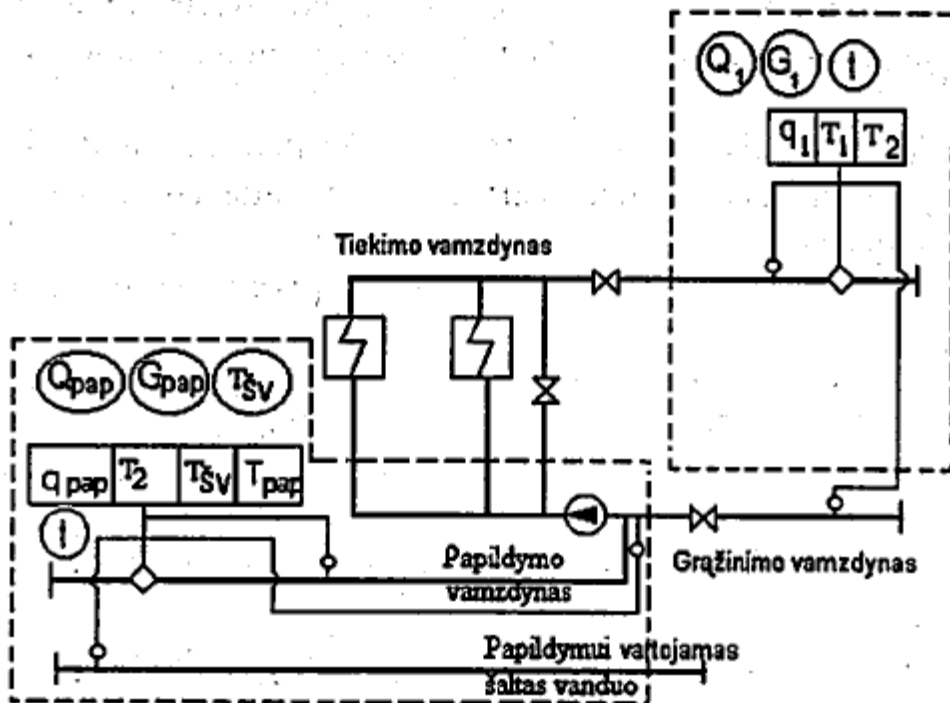 Q1 G1 t
q1 T1 T2
Tiekimo vamzdynas
Qpap Gpap TŠV
qpap T2 TŠV Tpap
t
Papildymo
vamzdynas
Grąžinimo vamzdynas
Papildymui vartojamas
šaltas vanduo